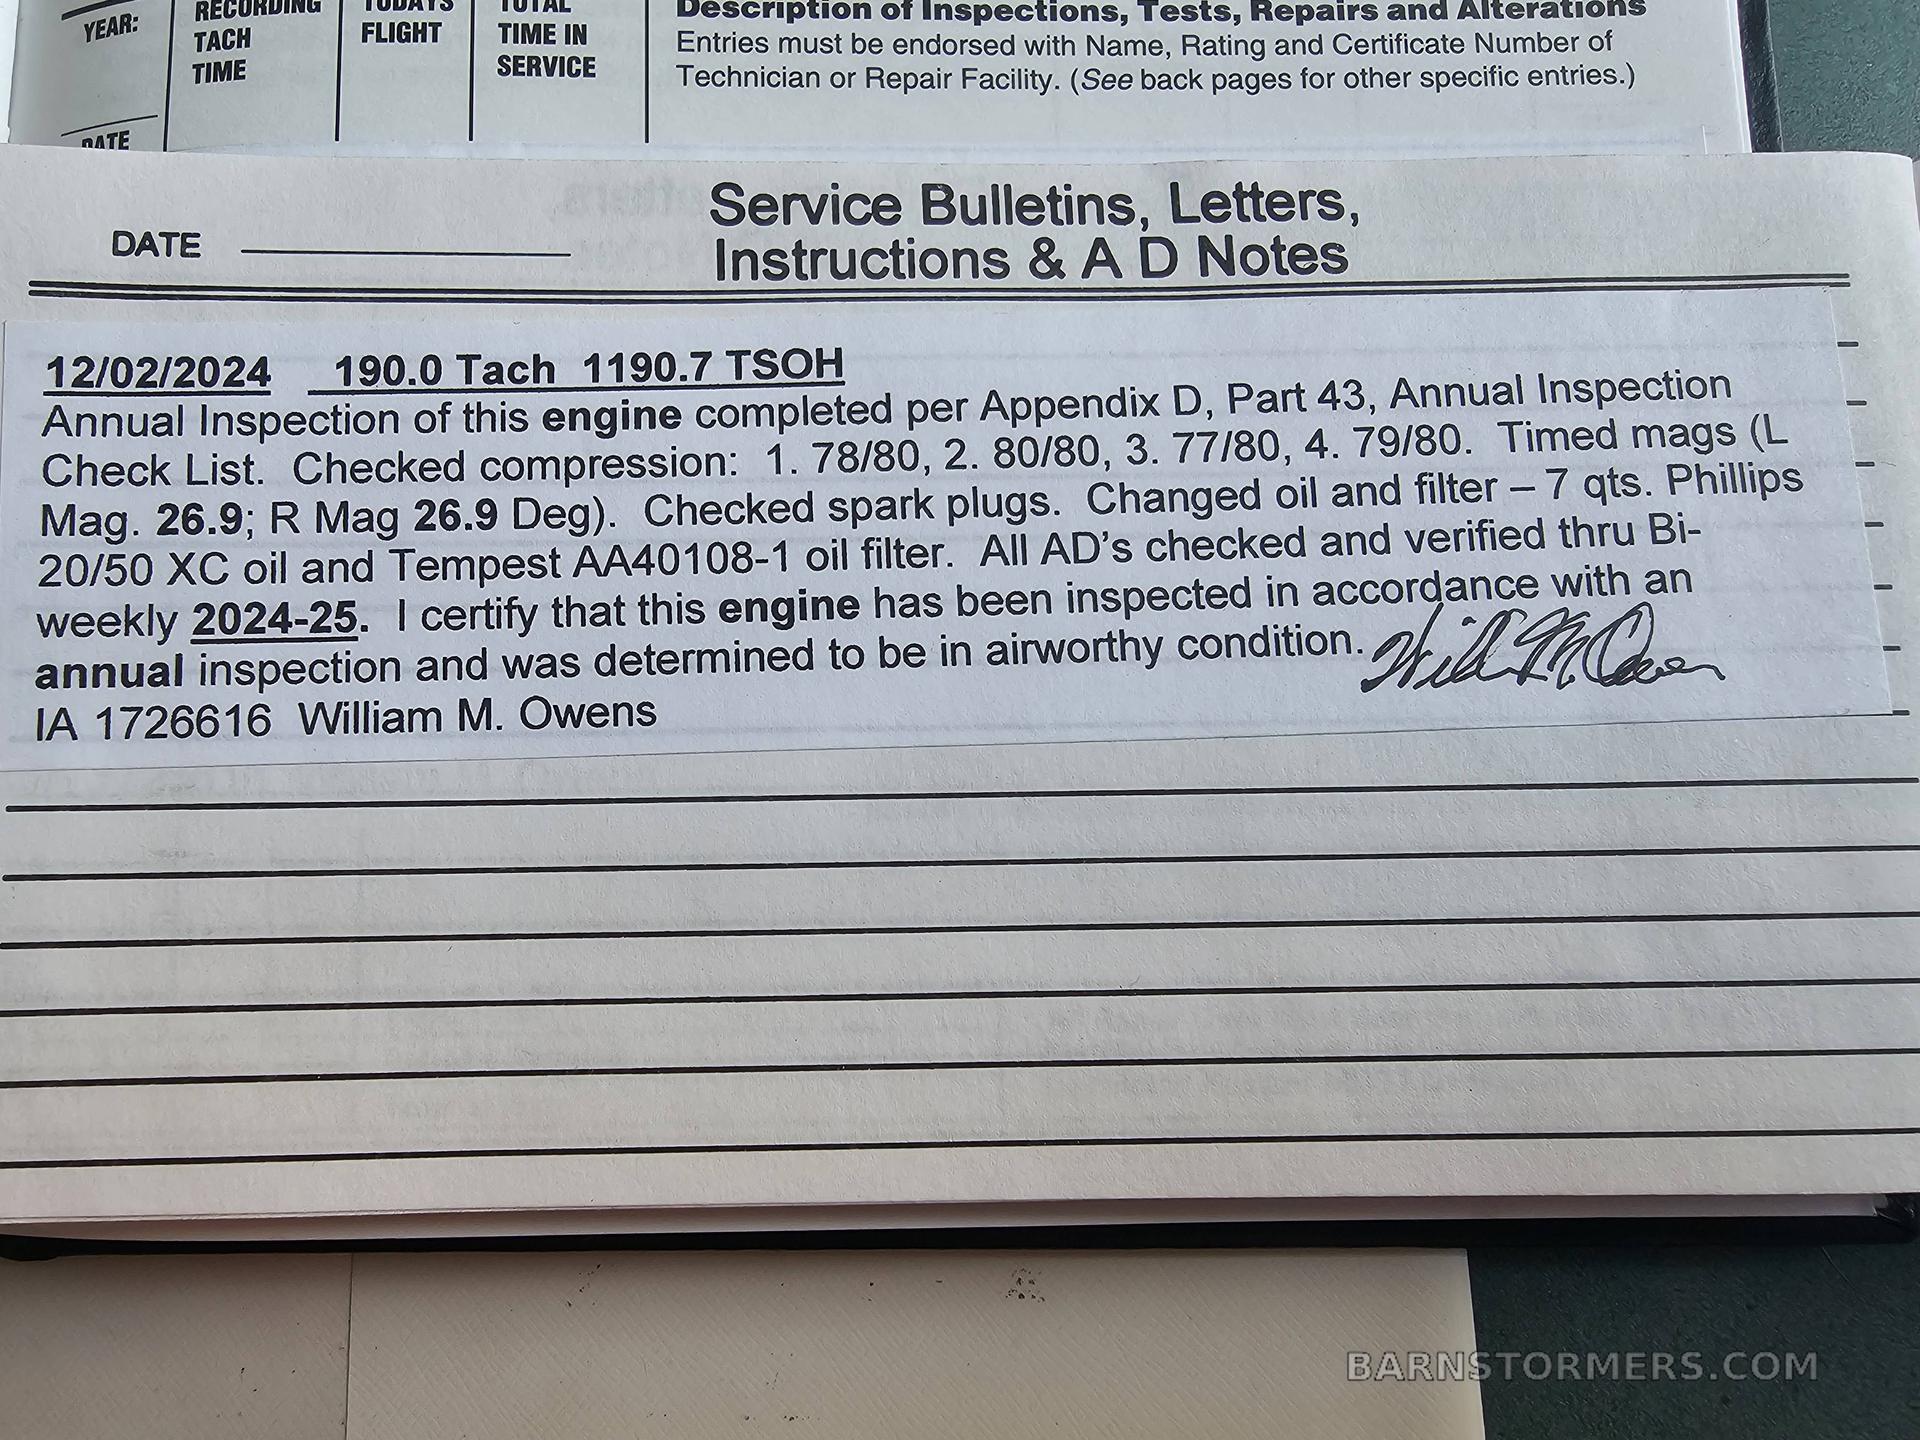 YEAR:
RECORDING
TACH
TIME
TODAYS
FLIGHT
TOTAL
TIME IN
SERVICE
Description of Inspections, Tests, Repairs and Alterations
Entries must be endorsed with Name, Rating and Certificate Number of
Technician or Repair Facility. (See back pages for other specific entries.)
DATE
DATE
Service Bulletins, Letters,
Instructions & A D Notes
12/02/2024 190.0 Tach 1190.7 TSOH
Annual Inspection of this engine completed per Appendix D, Part 43, Annual Inspection
Check List. Checked compression: 1. 78/80, 2. 80/80, 3. 77/80, 4. 79/80. Timed mags (L
Mag. 26.9; R Mag 26.9 Deg). Checked spark plugs. Changed oil and filter – 7 qts. Phillips
20/50 XC oil and Tempest AA40108-1 oil filter. All AD's checked and verified thru Bi-
weekly 2024-25. I certify that this engine has been inspected in accordance with an
annual inspection and was determined to be in airworthy condition. Will M. Owens
IA 1726616 William M. Owens
BARNSTORMERS.COM